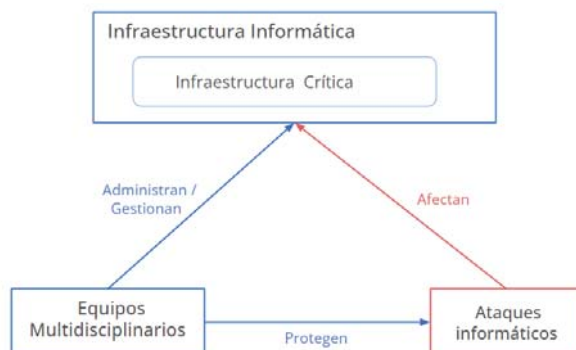 Infraestructura Informática
Infraestructura Crítica
Administran /
Gestionan
Afectan
Equipos
Multidisciplinarios
Protegen
Ataques
informáticos